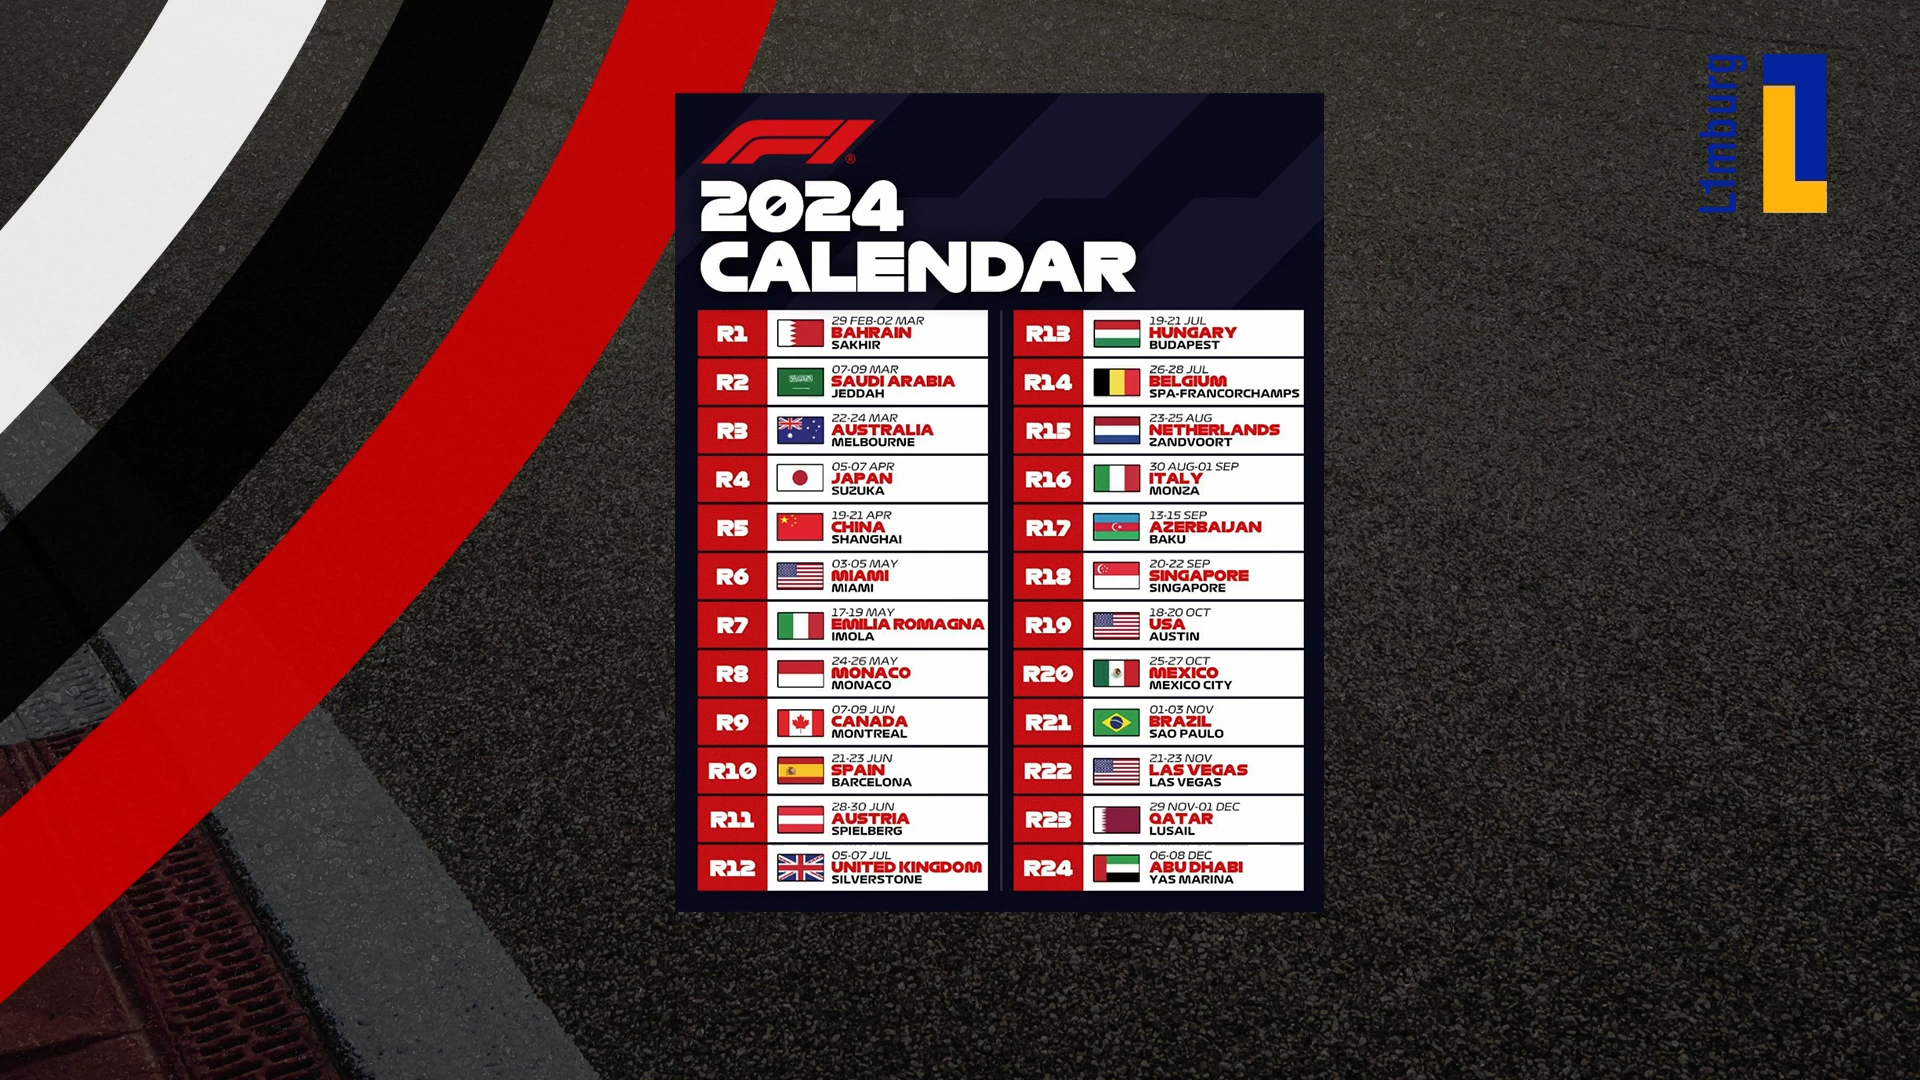 L1mburg
F1®
2024
CALENDAR
R1
29 FEB-02 MAR
BAHRAIN
SAKHIR
R2
07-09 MAR
SAUDI ARABIA
JEDDAH
R3
22-24 MAR
AUSTRALIA
MELBOURNE
R4
05-07 APR
JAPAN
SUZUKA
R5
19-21 APR
CHINA
SHANGHAI
R6
03-05 MAY
MIAMI
MIAMI
R7
17-19 MAY
EMILIA ROMAGNA
IMOLA
R8
24-26 MAY
MONACO
MONACO
R9
07-09 JUN
CANADA
MONTREAL
R10
21-23 JUN
SPAIN
BARCELONA
R11
28-30 JUN
AUSTRIA
SPIELBERG
R12
05-07 JUL
UNITED KINGDOM
SILVERSTONE
R13
19-21 JUL
HUNGARY
BUDAPEST
R14
26-28 JUL
BELGIUM
SPA-FRANCORCHAMPS
R15
23-25 AUG
NETHERLANDS
ZANDVOORT
R16
30 AUG-01 SEP
ITALY
MONZA
R17
13-15 SEP
AZERBAIJAN
BAKU
R18
20-22 SEP
SINGAPORE
SINGAPORE
R19
18-20 OCT
USA
AUSTIN
R20
25-27 OCT
MEXICO
MEXICO CITY
R21
01-03 NOV
BRAZIL
SAO PAULO
R22
21-23 NOV
LAS VEGAS
LAS VEGAS
R23
29 NOV-01 DEC
QATAR
LUSAIL
R24
06-08 DEC
ABU DHABI
YAS MARINA